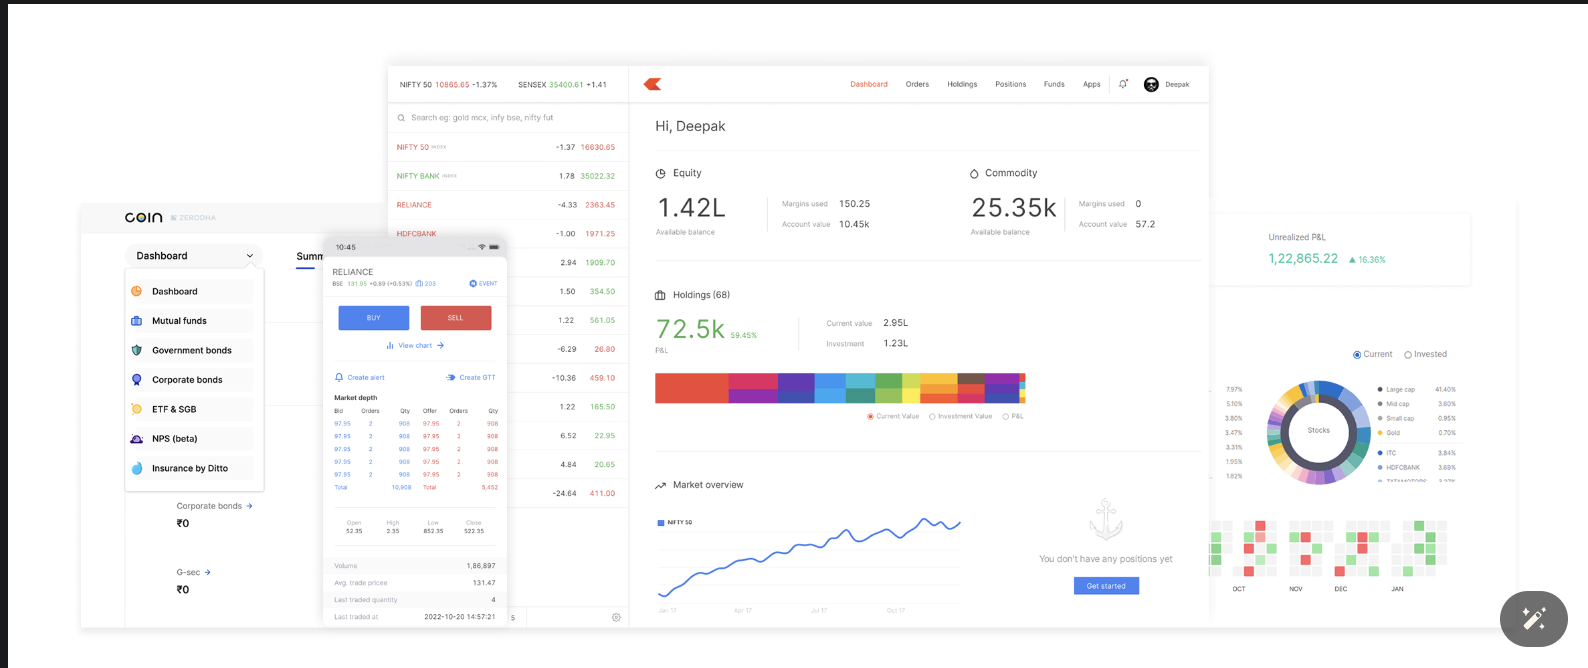 NIFTY 50 10865.65 -1.37% SENSEX 35400.61 +1.41
Dashboard Orders Holdings Positions Funds Apps Deepak
Search eg: gold mcx, infy bse, nifty fut
NIFTY 50 INDEX -1.37 16630.65
NIFTY BANK INDEX 1.78 35022.32
RELIANCE -4.33 2363.45
HDFCBANK -1.00 1971.25
2.94 1909.70
1.50 354.50
1.22 561.05
-6.29 26.80
-10.36 459.10
1.22 165.50
6.52 22.95
4.84 20.65
-24.64 411.00
5
Hi, Deepak
Equity
1.42L
Available balance
Margins used 150.25
Account value 10.45k
Commodity
25.35k
Available balance
Margins used 0
Account value 57.2
Holdings (68)
72.5k 59.45%
P&L
Current value 2.95L
Investment 1.23L
Current Value Investment Value P&L
Market overview
NIFTY 50
Jan 17 Apr 17 Jul 17 Oct 17
You don't have any positions yet
Get started
COIN ZERODHA
Dashboard
Summ
Dashboard
Mutual funds
Government bonds
Corporate bonds
ETF & SGB
NPS (beta)
Insurance by Ditto
Corporate bonds →
₹0
G-sec →
₹0
10:45
RELIANCE
BSE 131.95 +0.89 (+0.53%) 203 EVENT
BUY SELL
View chart →
Create alert Create GTT
Market depth
Bid Orders Qty Offer Orders Qty
97.95 2 908 97.95 2 908
97.95 2 908 97.95 2 908
97.95 2 908 97.95 2 908
97.95 2 908 97.95 2 908
97.95 2 908 97.95 2 908
Total 10,908 Total 5,452
Open High Low Close
52.35 2.55 852.35 522.35
Volume 1,86,897
Avg. trade pricee 131.47
Last traded quantity 4
Last traded at 2022-10-20 14:57:21
Unrealized P&L
1,22,865.22 ▲ 16.36%
Current Invested
7.97%
5.10%
3.80%
3.47%
3.31%
1.95%
1.82%
Stocks
Large cap 41.40%
Mid cap 3.60%
Small cap 0.95%
Gold 0.70%
ITC 3.84%
HDFCBANK 3.69%
OCT NOV DEC JAN